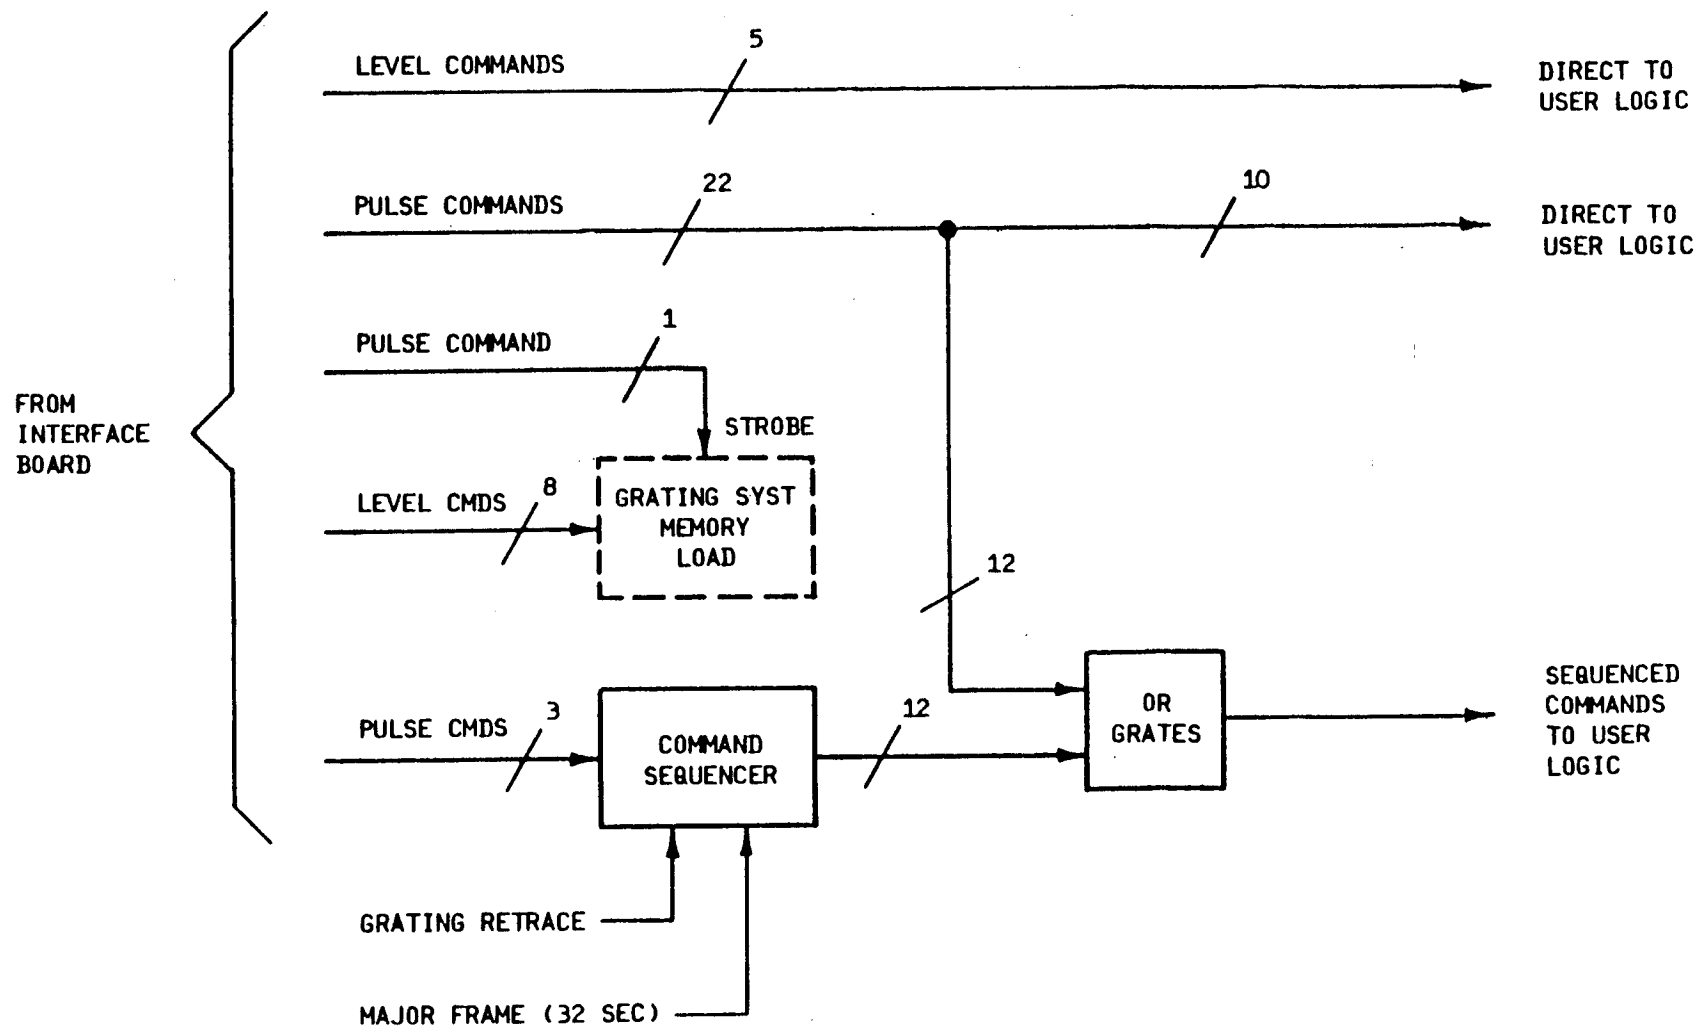 5
LEVEL COMMANDS
DIRECT TO
USER LOGIC
22
10
PULSE COMMANDS
DIRECT TO
USER LOGIC
1
PULSE COMMAND
FROM
INTERFACE
BOARD
STROBE
8
LEVEL CMDS
GRATING SYST
MEMORY
LOAD
12
3
PULSE CMDS
COMMAND
SEQUENCER
12
OR
GRATES
SEQUENCED
COMMANDS
TO USER
LOGIC
GRATING RETRACE
MAJOR FRAME (32 SEC)